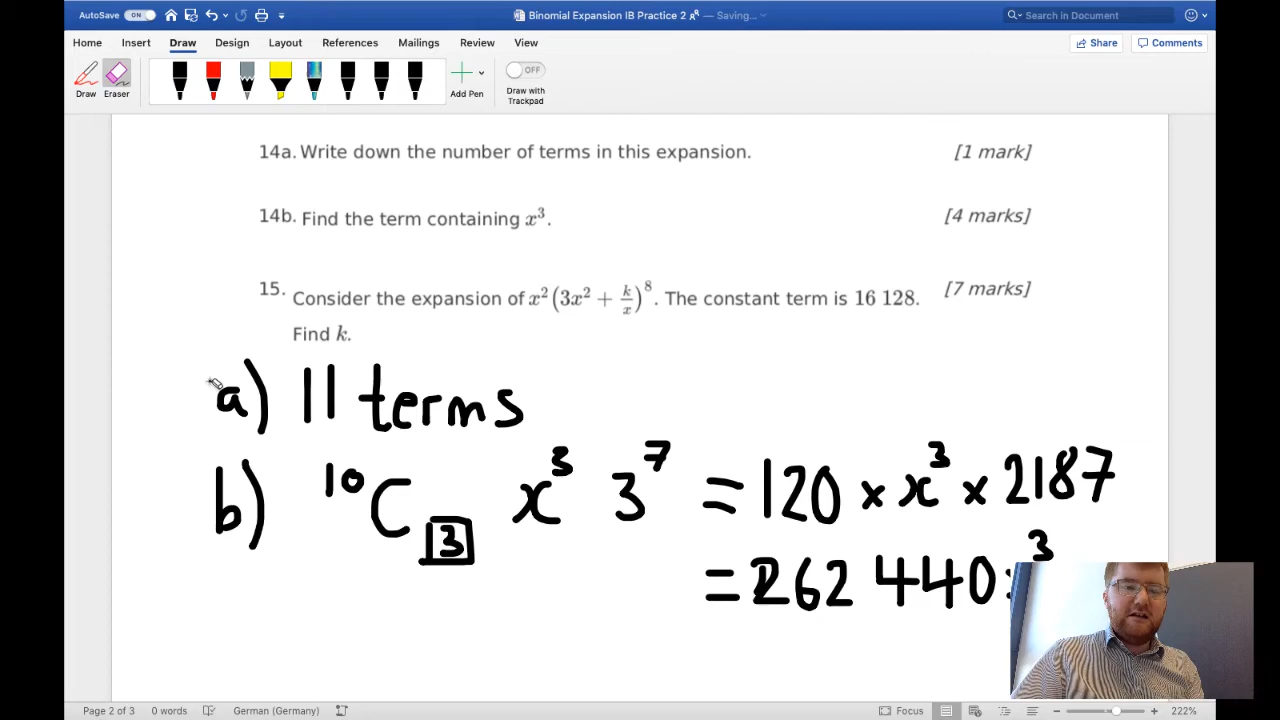 AutoSave ON Binomial Expansion IB Practice 2 — Saving... Search in Document
Home Insert Draw Design Layout References Mailings Review View Share Comments
OFF
Draw Eraser Add Pen Draw with Trackpad
14a. Write down the number of terms in this expansion. [1 mark]
14b. Find the term containing x³. [4 marks]
15. Consider the expansion of x²(3x² + k/x)⁸. The constant term is 16 128. [7 marks]
Find k.
a) 11 terms
b) ¹⁰C₃ x³ 3⁷ = 120 × x³ × 2187
= 262 440 ³
Page 2 of 3 0 words German (Germany) Focus 222%